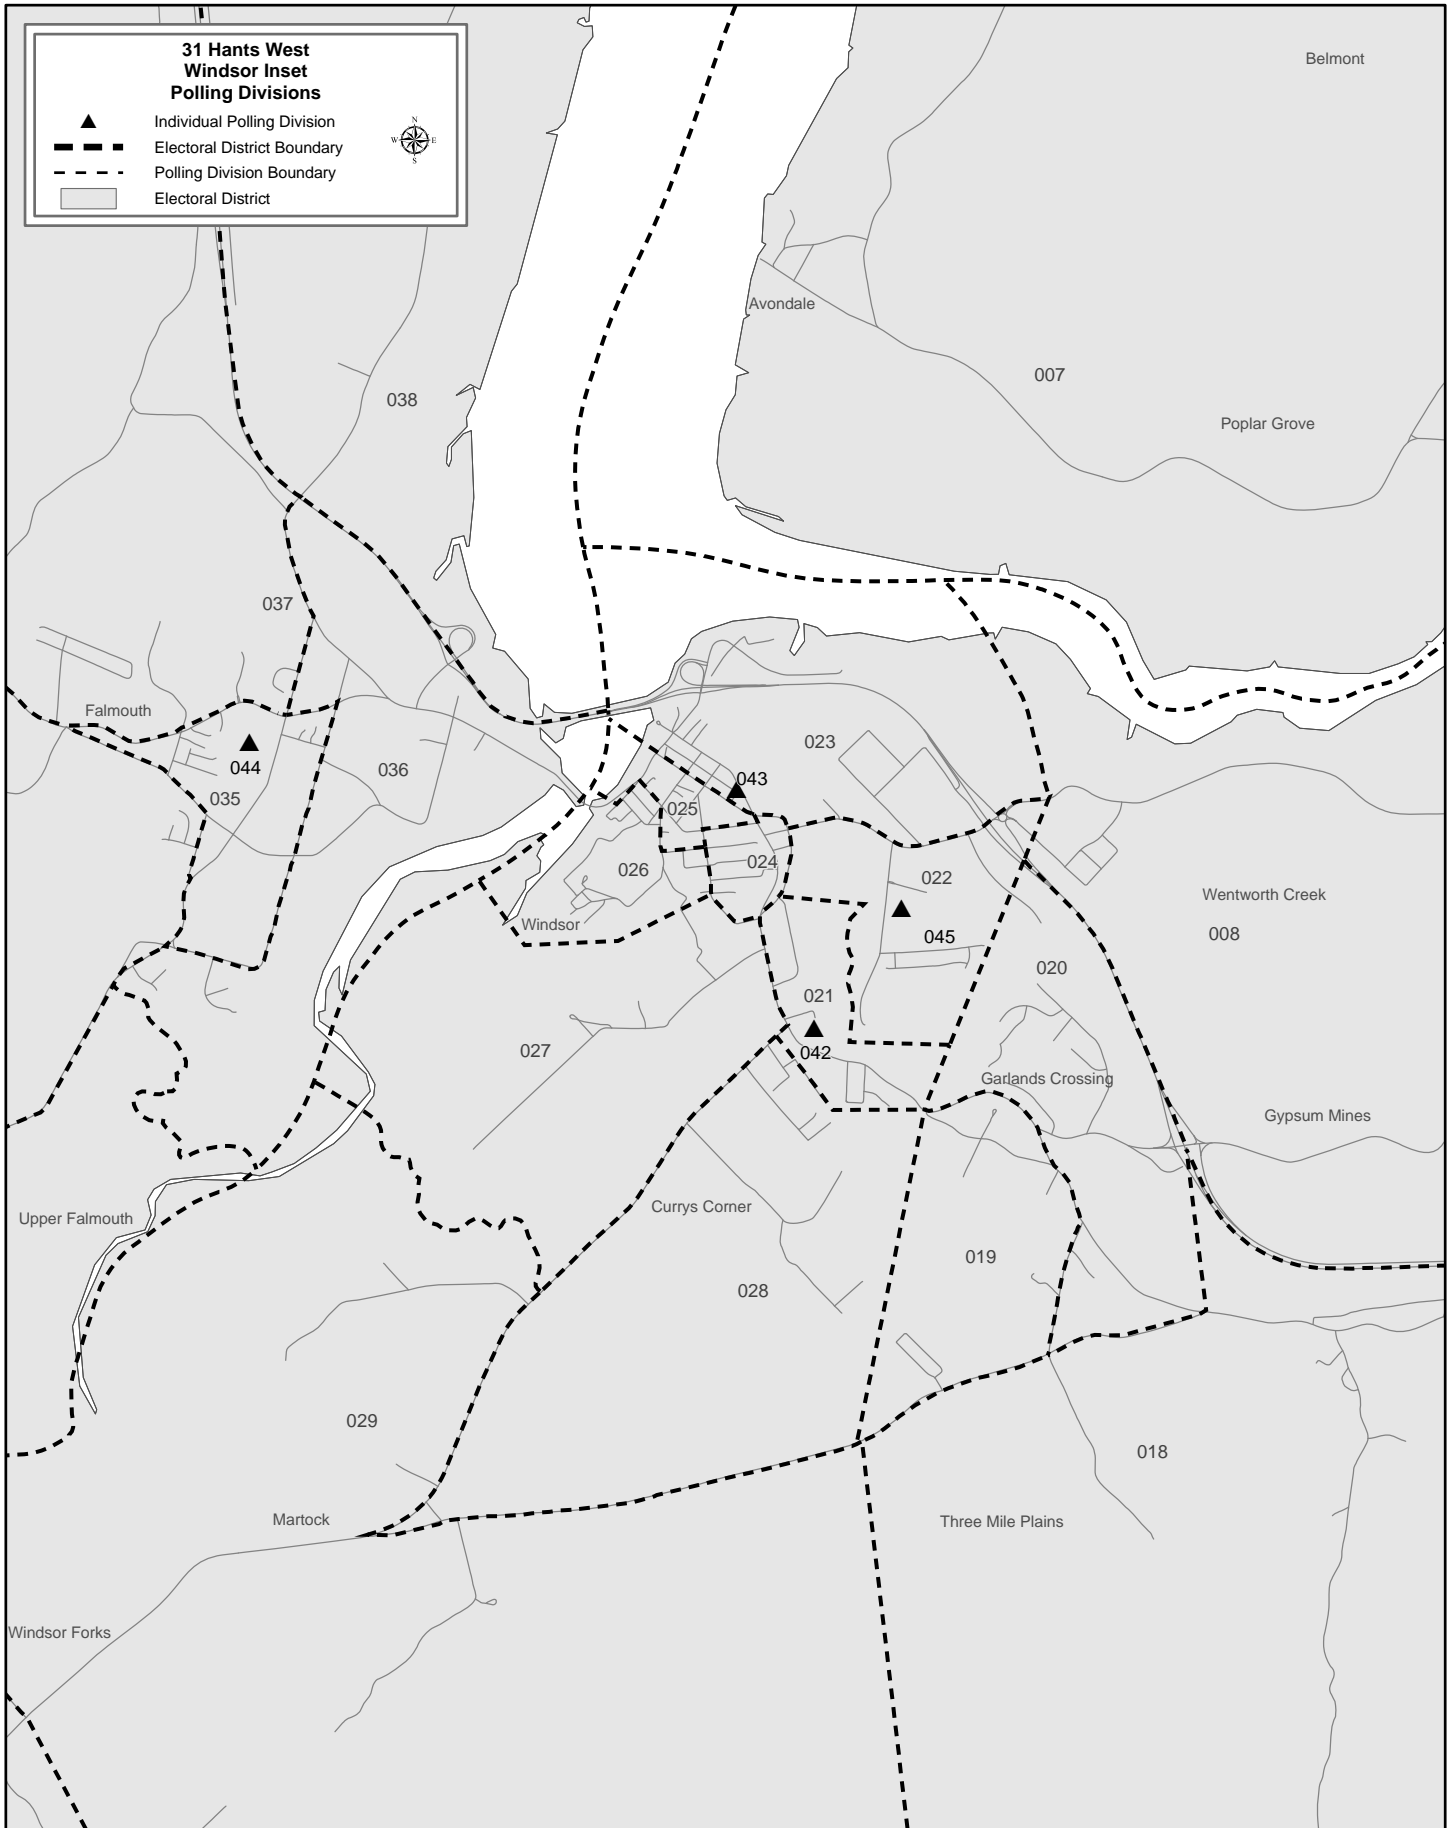 31 Hants West
Windsor Inset
Polling Divisions
Individual Polling Division
Electoral District Boundary
Polling Division Boundary
Electoral District
N
W E
S
Belmont
Avondale
007
038
Poplar Grove
037
Falmouth
044
035
036
023
043
025
024
026
022
Wentworth Creek
Windsor
045
008
020
021
027
042
Garlands Crossing
Gypsum Mines
Currys Corner
Upper Falmouth
019
028
029
018
Martock
Three Mile Plains
Windsor Forks